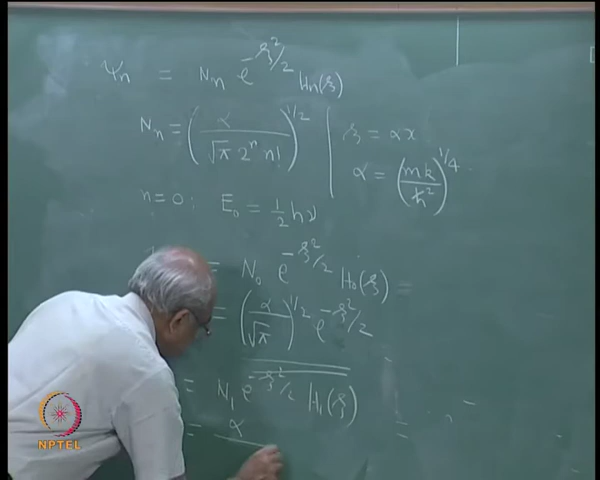 Ψn = Nn e^{-ξ²/2} Hn(ξ)
Nn = (α / √π 2^n n!)^{1/2}
ξ = αx
α = (mk / ħ²)^{1/4}
n = 0 ; E₀ = 1/2 hν
= N₀ e^{-ξ²/2} H₀(ξ) =
= (α / √π)^{1/2} e^{-ξ²/2}
= N₁ e^{-ξ²/2} H₁(ξ)
= α
NPTEL